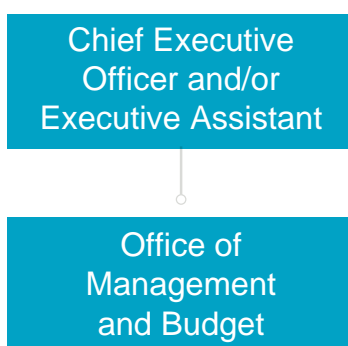 Chief Executive
Officer and/or
Executive Assistant
Office of
Management
and Budget